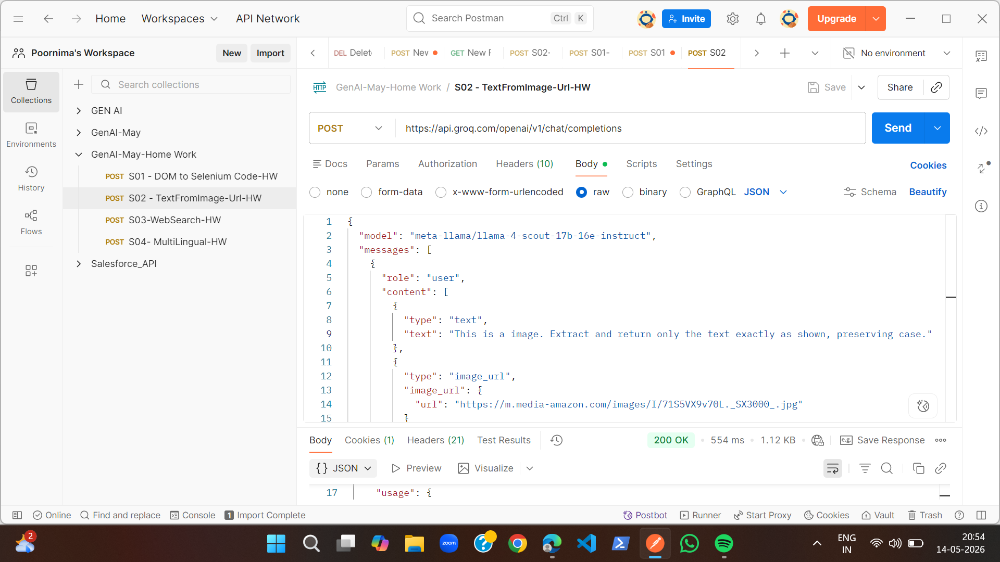 Home
Workspaces
API Network
Search Postman
Ctrl K
Invite
Upgrade
Poornima's Workspace
New
Import
DEL Delet
POST Nev
GET New F
POST S02-
POST S01-
POST S01
POST S02
No environment
Collections
Environments
History
Flows
Search collections
GEN AI
GenAI-May
GenAI-May-Home Work
POST S01 - DOM to Selenium Code-HW
POST S02 - TextFromImage-Url-HW
POST S03-WebSearch-HW
POST S04- MultiLingual-HW
Salesforce_API
HTTP GenAI-May-Home Work / S02 - TextFromImage-Url-HW
Save
Share
POST
https://api.groq.com/openai/v1/chat/completions
Send
Docs Params Authorization Headers (10) Body Scripts Settings
Cookies
none form-data x-www-form-urlencoded raw binary GraphQL JSON
Schema
Beautify
1 {
2 "model": "meta-llama/llama-4-scout-17b-16e-instruct",
3 "messages": [
4 {
5 "role": "user",
6 "content": [
7 {
8 "type": "text",
9 "text": "This is a image. Extract and return only the text exactly as shown, preserving case."
10 },
11 {
12 "type": "image_url",
13 "image_url": {
14 "url": "https://m.media-amazon.com/images/I/71S5VX9v70L._SX3000_.jpg"
15 }
Body Cookies (1) Headers (21) Test Results
200 OK • 554 ms • 1.12 KB •
e.g. Save Response
{} JSON
Preview
Visualize
17 "usage": {
Online
Find and replace
Console
1 Import Complete
Postbot
Runner
Start Proxy
Cookies
Vault
Trash
2
zoom
ENG
IN
20:54
14-05-2026